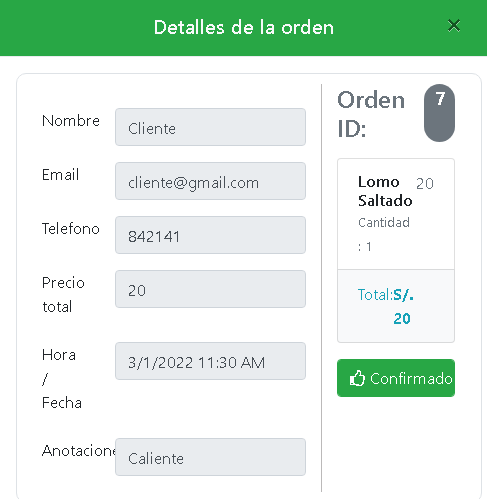 Detalles de la orden
Nombre
Cliente
Email
cliente@gmail.com
Telefono
842141
Precio
total
20
Hora
/
Fecha
3/1/2022 11:30 AM
Anotacione
Caliente
Orden
ID:
7
Lomo
Saltado
20
Cantidad
: 1
Total:S/.
20
Confirmado